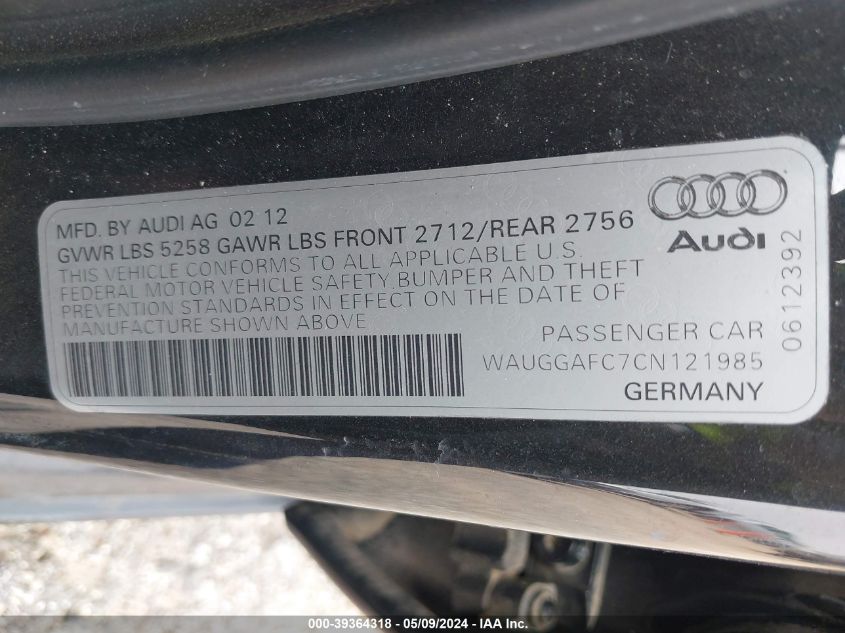 MFD. BY AUDI AG 02 12
GVWR LBS 5258 GAWR LBS FRONT 2712/REAR 2756
THIS VEHICLE CONFORMS TO ALL APPLICABLE U.S.
FEDERAL MOTOR VEHICLE SAFETY,BUMPER AND THEFT
PREVENTION STANDARDS IN EFFECT ON THE DATE OF
MANUFACTURE SHOWN ABOVE
Audi
0612392
PASSENGER CAR
WAUGGAFC7CN121985
GERMANY
000-39364318 - 05/09/2024 - IAA Inc.